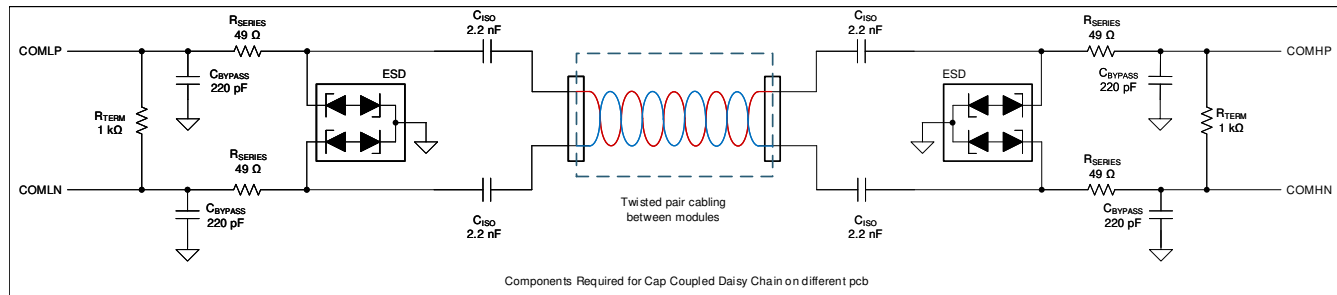 CISO
2.2 nF
CISO
2.2 nF
RSERIES
49 Ω
RSERIES
49 Ω
COMLP
COMHP
ESD
ESD
CBYPASS
220 pF
CBYPASS
220 pF
RTERM
1 kΩ
RTERM
1 kΩ
RSERIES
49 Ω
RSERIES
49 Ω
COMLN
COMHN
Twisted pair cabling
between modules
CBYPASS
220 pF
CISO
2.2 nF
CISO
2.2 nF
CBYPASS
220 pF
Components Required for Cap Coupled Daisy Chain on different pcb